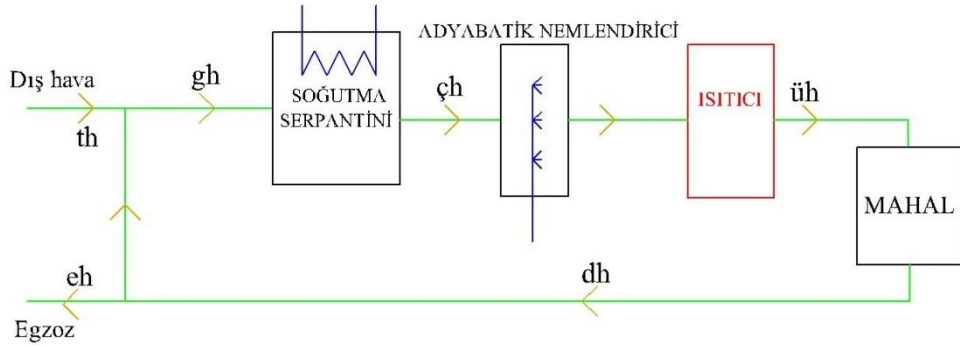 ADYABATİK NEMLENDİRİCİ
Dış hava
gh
SOĞUTMA
SERPANTİNİ
çh
ISITICI
üh
th
MAHAL
eh
dh
Egzoz